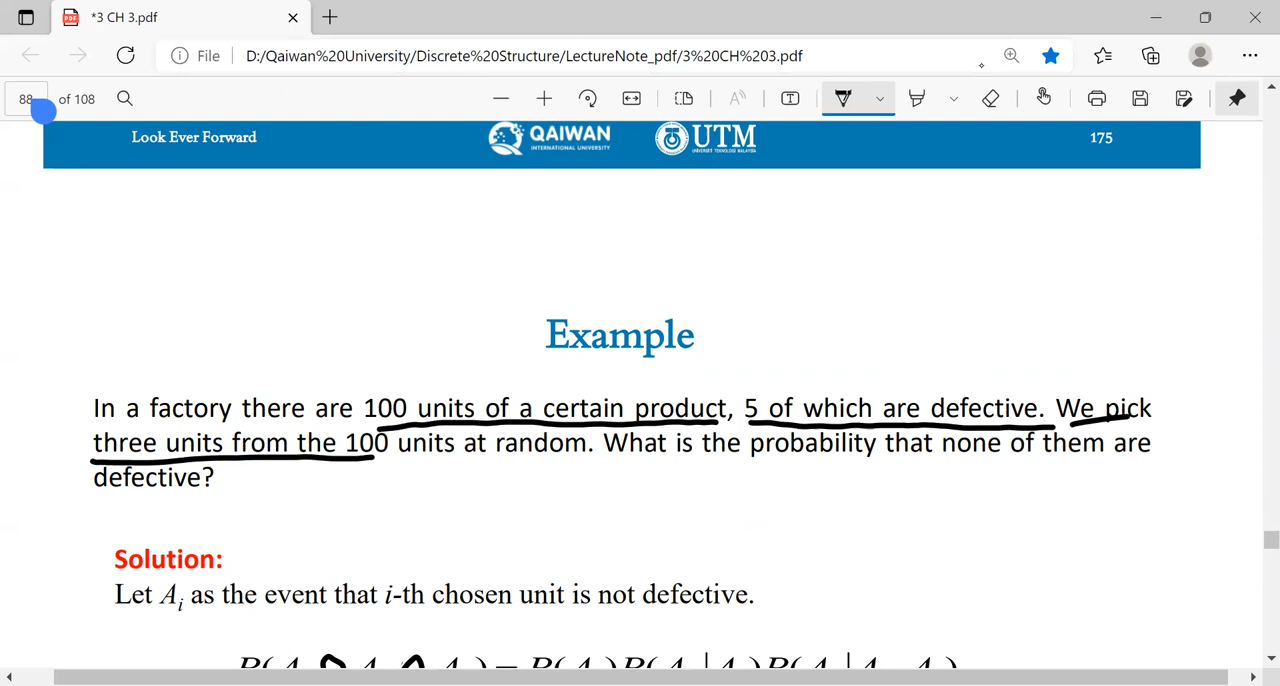 *3 CH 3.pdf
File
D:/Qaiwan%20University/Discrete%20Structure/LectureNote_pdf/3%20CH%203.pdf
88 of 108
Look Ever Forward
QAIWAN
INTERNATIONAL UNIVERSITY
UTM
UNIVERSITI TEKNOLOGI MALAYSIA
175
Example
In a factory there are 100 units of a certain product, 5 of which are defective. We pick
three units from the 100 units at random. What is the probability that none of them are
defective?
Solution:
Let Ai as the event that i-th chosen unit is not defective.